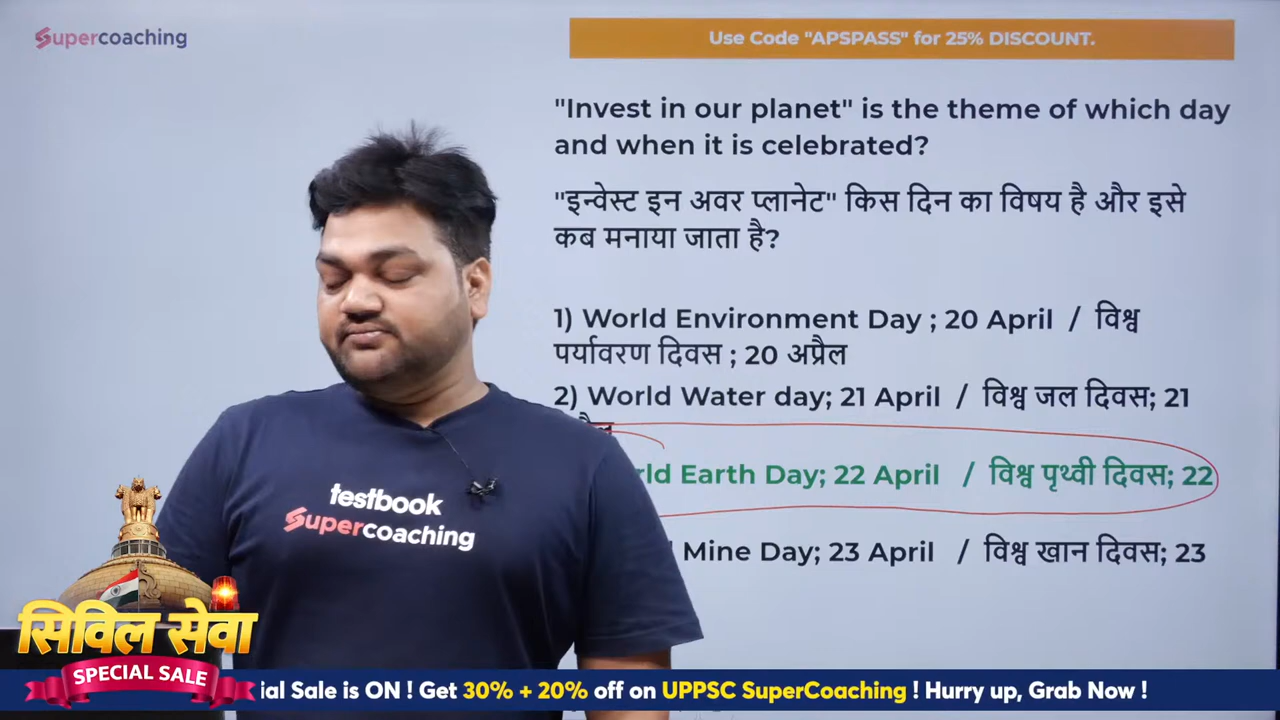 Supercoaching
Use Code "APSPASS" for 25% DISCOUNT.
"Invest in our planet" is the theme of which day
and when it is celebrated?
"इन्वेस्ट इन अवर प्लानेट" किस दिन का विषय है और इसे
कब मनाया जाता है?
1) World Environment Day ; 20 April / विश्व
पर्यावरण दिवस ; 20 अप्रैल
2) World Water day; 21 April / विश्व जल दिवस; 21
Earth Day; 22 April / विश्व पृथ्वी दिवस; 22
Mine Day; 23 April / विश्व खान दिवस; 23
testbook
Supercoaching
सिविल सेवा
SPECIAL SALE
Sale is ON ! Get 30% + 20% off on UPPSC SuperCoaching ! Hurry up, Grab Now !